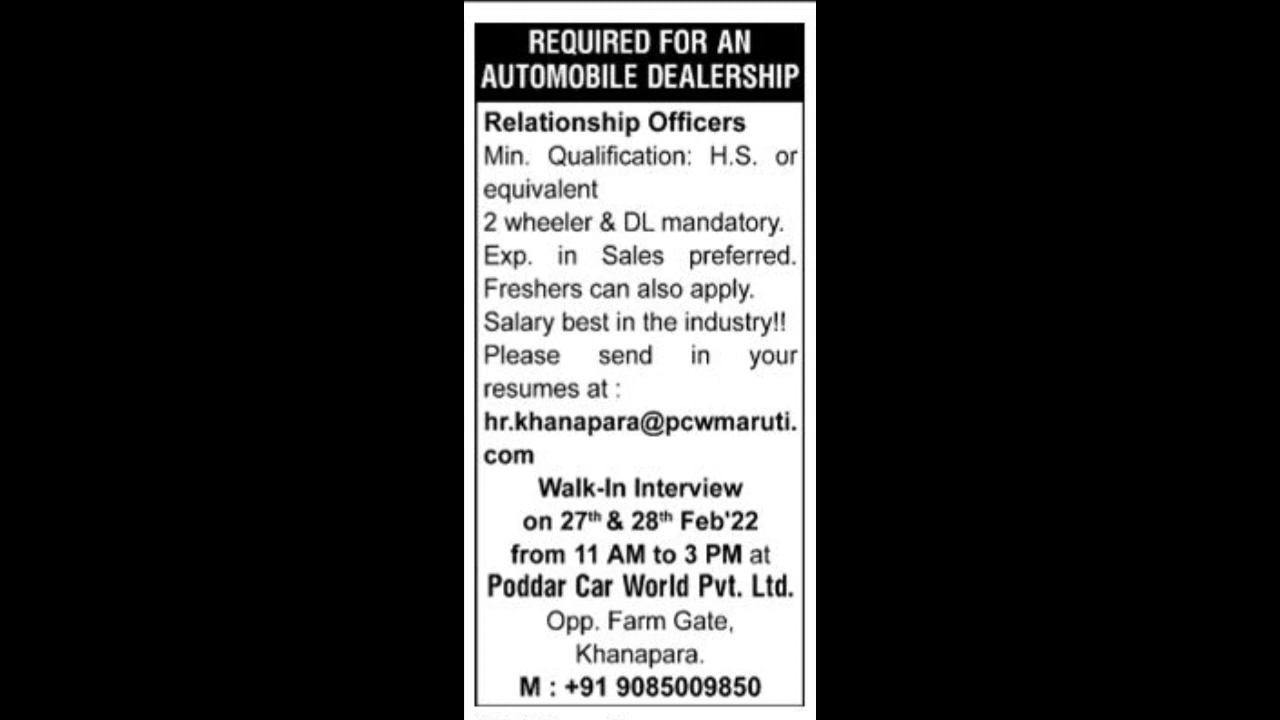 REQUIRED FOR AN
AUTOMOBILE DEALERSHIP
Relationship Officers
Min. Qualification: H.S. or
equivalent
2 wheeler & DL mandatory.
Exp. in Sales preferred.
Freshers can also apply.
Salary best in the industry!!
Please send in your
resumes at :
hr.khanapara@pcwmaruti.
com
Walk-In Interview
on 27th & 28th Feb'22
from 11 AM to 3 PM at
Poddar Car World Pvt. Ltd.
Opp. Farm Gate,
Khanapara.
M : +91 9085009850